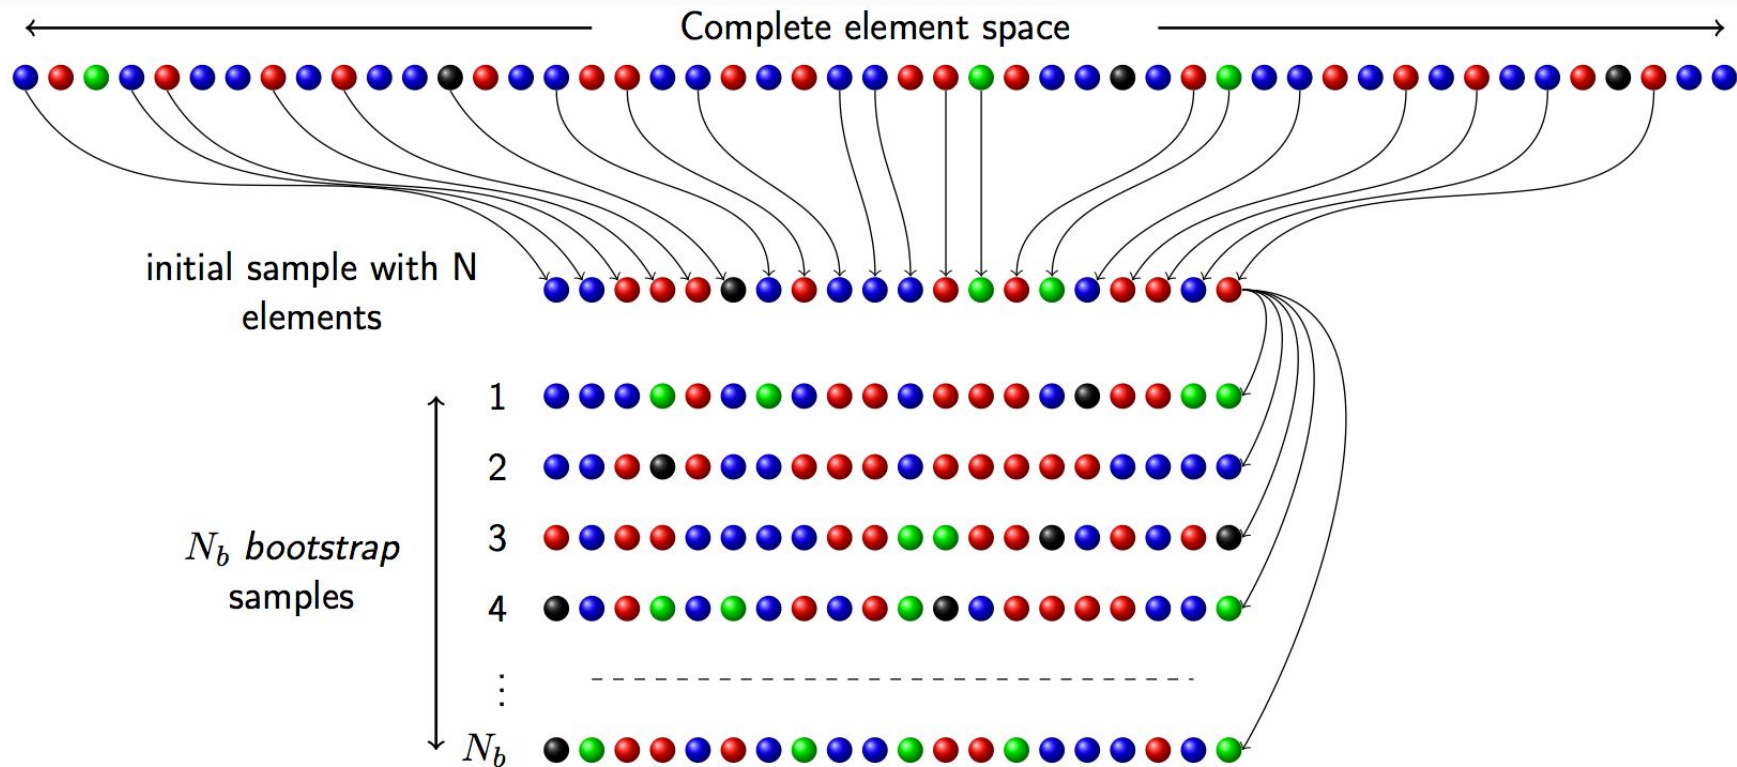 Complete element space
initial sample with N
elements
1
2
3
4
⋮
N_b
N_b bootstrap
samples